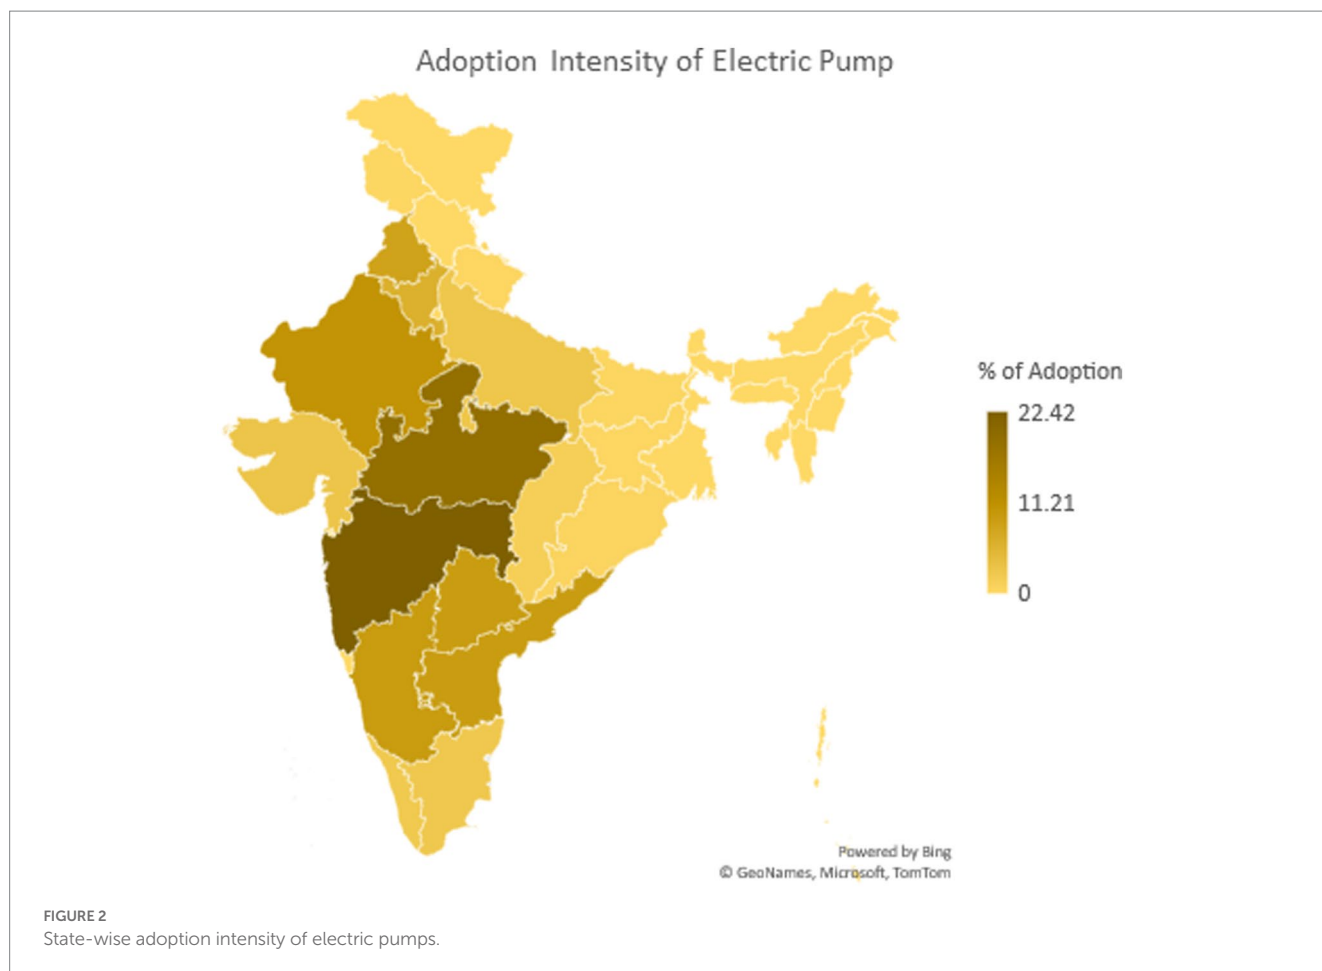 Adoption Intensity of Electric Pump
% of Adoption
22.42
11.21
0
Powered by Bing
© GeoNames, Microsoft, TomTom
FIGURE 2
State-wise adoption intensity of electric pumps.